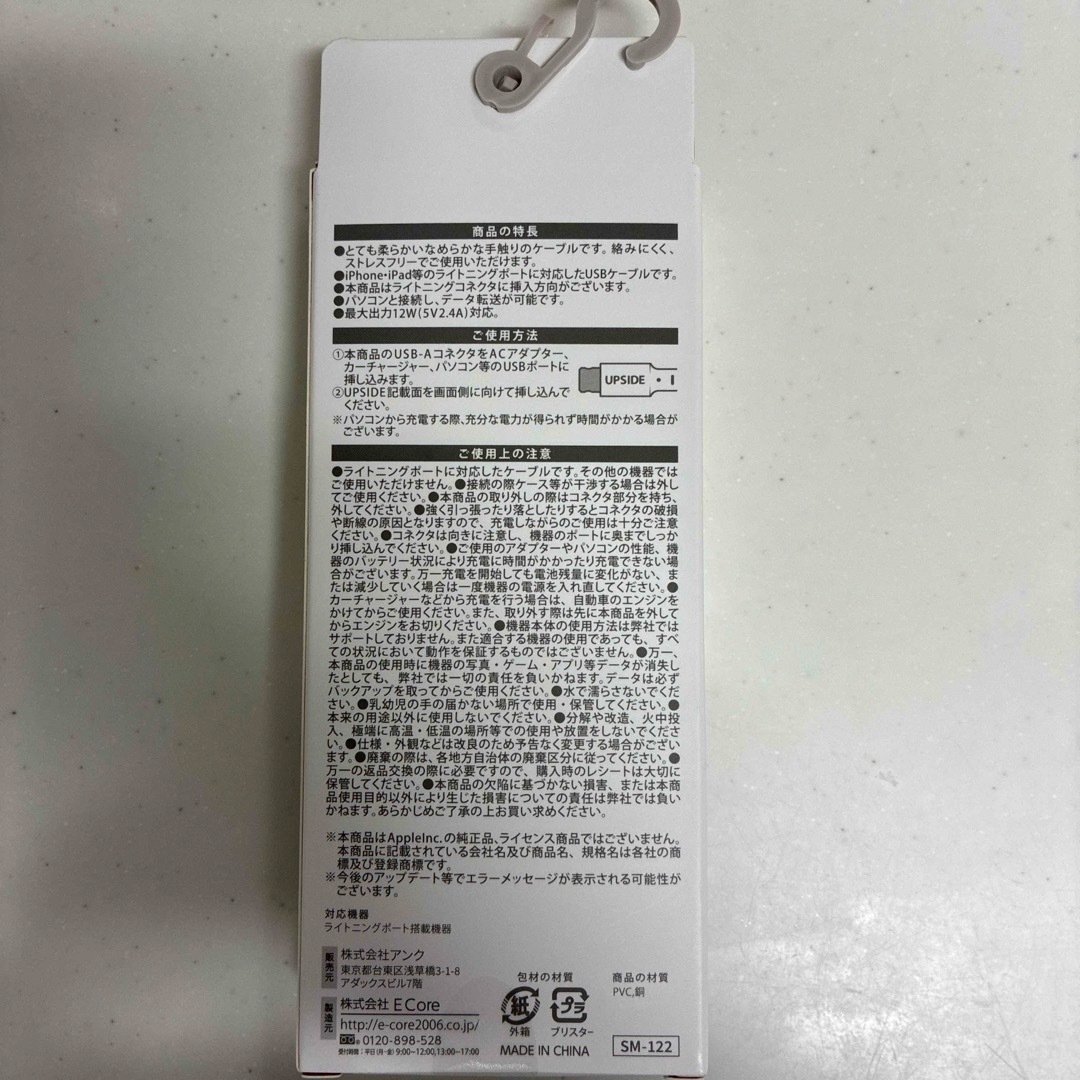 商品の特長
●とても柔らかいなめらかな手触りのケーブルです。絡みにくく、
ストレスフリーでご使用いただけます。
●iPhone・iPad等のライトニングポートに対応したUSBケーブルです。
●本商品はライトニングコネクタに挿入方向がございます。
●パソコンと接続し、データ転送が可能です。
●最大出力12W(5V2.4A)対応。
ご使用方法
①本商品のUSB-AコネクタをACアダプター、
カーチャージャー、パソコン等のUSBポートに
挿し込みます。
②UPSIDE記載面を画面側に向けて挿し込んで
ください。
UPSIDE
※パソコンから充電する際、充分な電力が得られず時間がかかる場合が
ございます。
ご使用上の注意
●ライトニングポートに対応したケーブルです。その他の機器では
ご使用いただけません。●接続の際ケース等が干渉する場合は外し
てご使用ください。●本商品の取り外しの際はコネクタ部分を持ち、
外してください。●強く引っ張ったり落としたりするとコネクタの破損
や断線の原因となりますので、充電しながらのご使用は十分ご注意
ください。●コネクタは向きに注意し、機器のポートに奥までしっか
り挿し込んでください。●ご使用のアダプターやパソコンの性能、機
器のバッテリー状況により充電に時間がかかったり充電できない場
合がございます。万一充電を開始しても電池残量に変化がない、ま
たは減少していく場合は一度機器の電源を入れ直してください。●
カーチャージャーなどから充電を行う場合は、自動車のエンジンを
かけてからご使用ください。また、取り外す際は先に本商品を外して
からエンジンをお切りください。●機器本体の使用方法は弊社では
サポートしておりません。また適合する機器の使用であっても、すべ
ての状況において動作を保証するものではございません。●万一、
本商品の使用時に機器の写真・ゲーム・アプリ等データが消失し
たとしても、弊社では一切の責任を負いかねます。データは必ず
バックアップを取ってからご使用ください。●水で濡らさないでくだ
さい。●乳幼児の手の届かない場所で使用・保管してください。●
本来の用途以外に使用しないでください。●分解や改造、火中投
入、極端に高温・低温の場所等での使用や放置をしないでくださ
い。●仕様・外観などは改良のため予告なく変更する場合がござい
ます。●廃棄の際は、各地方自治体の廃棄区分に従ってください。●
万一の返品交換の際に必要ですので、購入時のレシートは大切に
保管してください。●本商品の欠陥に基づかない損害、または本商
品使用目的以外により生じた損害についての責任は弊社では負い
かねます。あらかじめご了承の上お買い求めください。
※本商品はAppleInc.の純正品、ライセンス商品ではございません。
本商品に記載されている会社名及び商品名、規格名は各社の商
標及び登録商標です。
※今後のアップデート等でエラーメッセージが表示される可能性が
ございます。
対応機器
ライトニングポート搭載機器
販売元
株式会社アンク
東京都台東区浅草橋3-1-8
アダックスビル7階
製造元
株式会社 E Core
http://e-core2006.co.jp/
0120-898-528
受付時間：平日(月~金) 9:00~12:00,13:00~17:00
包材の材質
紙
外箱
プラ
ブリスター
MADE IN CHINA
商品の材質
PVC,銅
SM-122